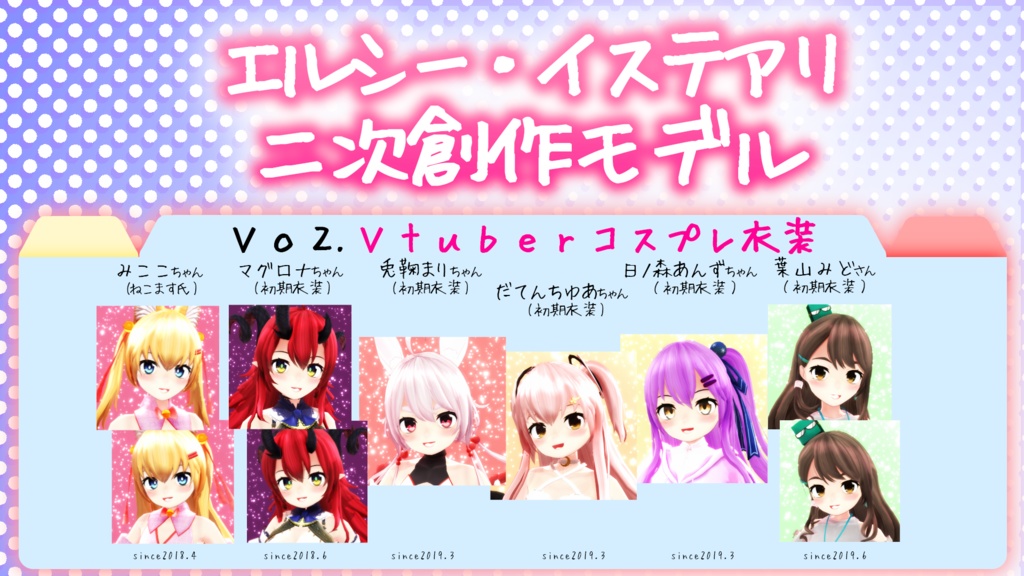 エルシー・イステアリ
二次創作モデル
Vo2.Vtuberコスプレ衣装
みここちゃん
(ねこます氏)
マグロナちゃん
(初期衣装)
兎鞠まりちゃん
(初期衣装)
だてんちゅあちゃん
(初期衣装)
日ノ森あんずちゃん
(初期衣装)
葉山みどさん
(初期衣装)
since2018.4
since2018.6
since2019.3
since2019.3
since2019.3
since2019.6